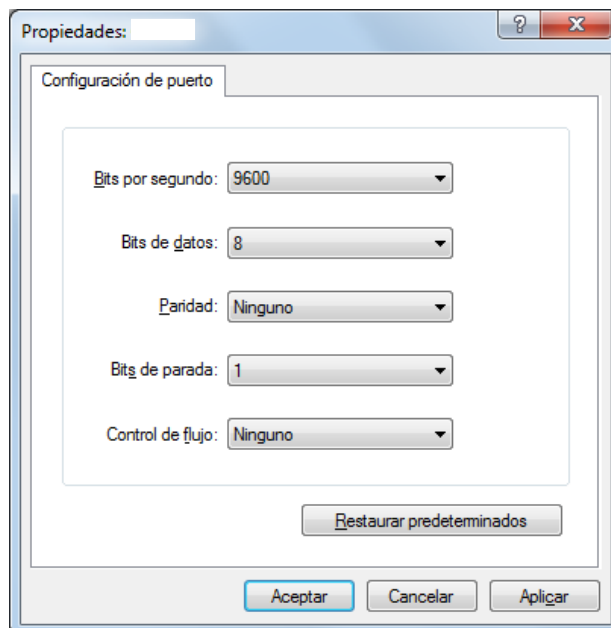 Propiedades:
Configuración de puerto
Bits por segundo: 9600
Bits de datos: 8
Paridad: Ninguno
Bits de parada: 1
Control de flujo: Ninguno
Restaurar predeterminados
Aceptar Cancelar Aplicar